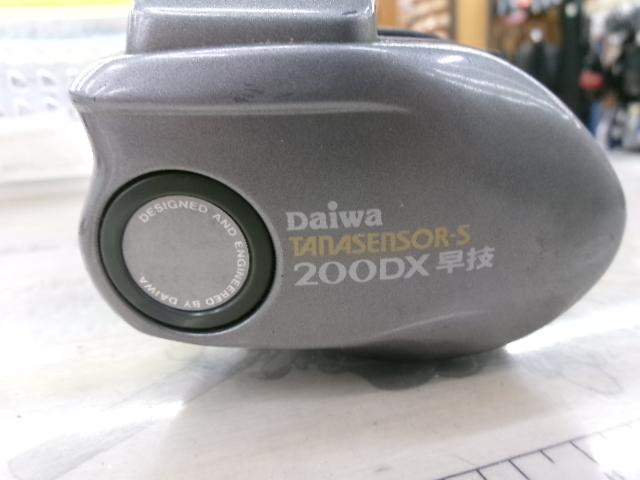 DESIGNED AND ENGINEERED BY DAIWA
Daiwa
TANASENSOR-S
200DX 早技